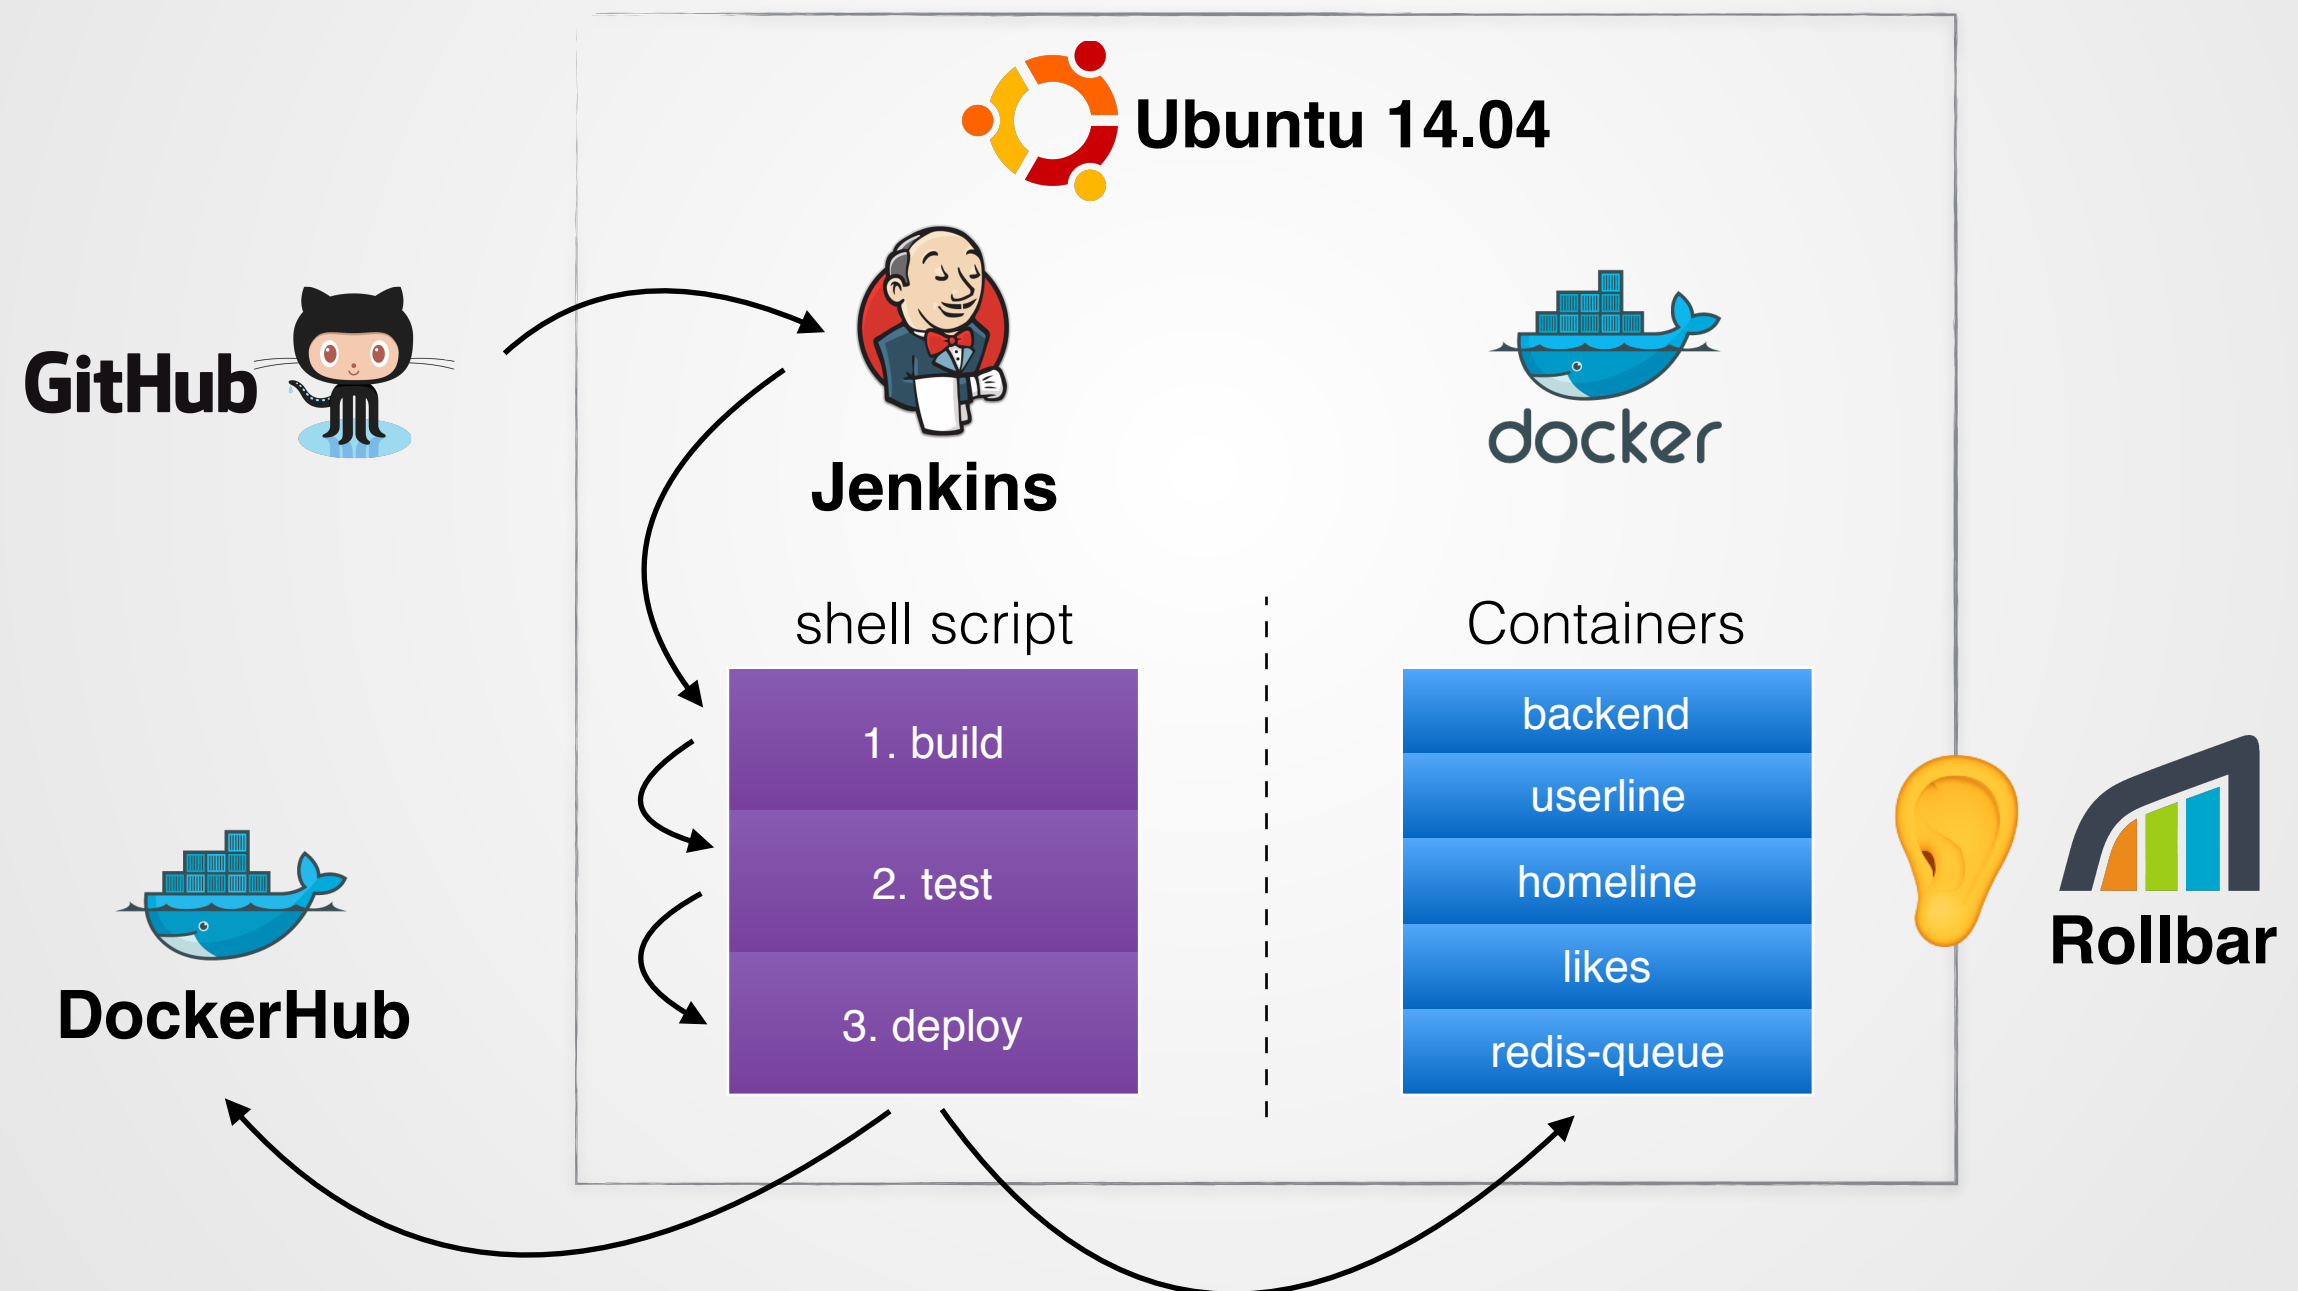 Ubuntu 14.04
GitHub
Jenkins
docker
shell script
1. build
2. test
3. deploy
Containers
backend
userline
homeline
likes
redis-queue
DockerHub
Rollbar